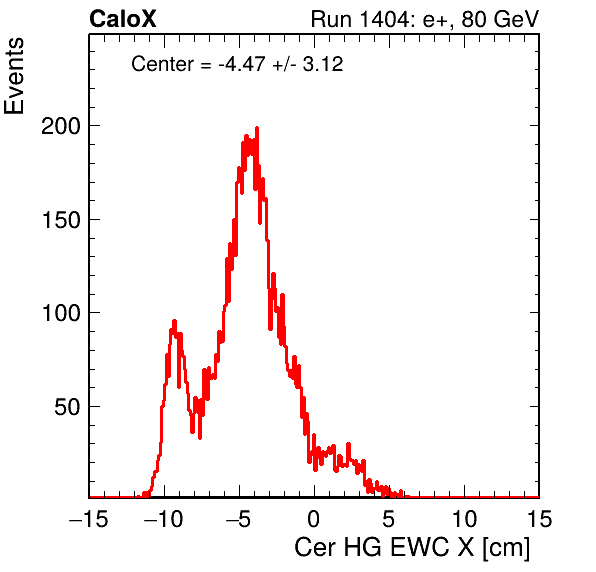 CaloX Run 1404: e+, 80 GeV
Center = -4.47 +/- 3.12
Events
200
150
100
50
−15 −10 −5 0 5 10 15
Cer HG EWC X [cm]